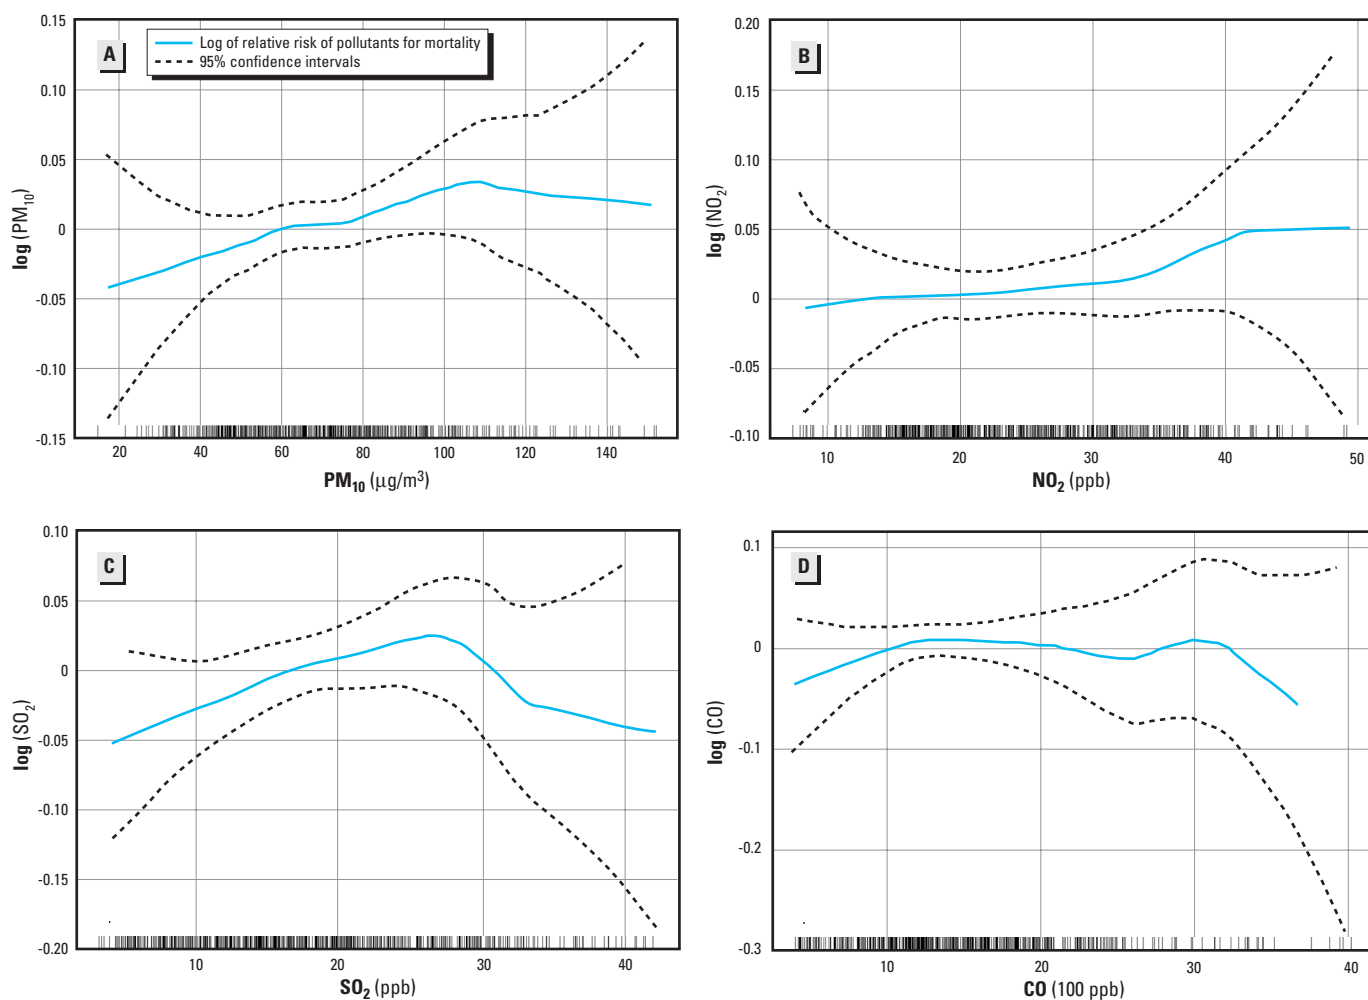 A
Log of relative risk of pollutants for mortality
95% confidence intervals
0.15
0.10
0.05
0
-0.05
-0.10
-0.15
log (PM10)
20 40 60 80 100 120 140
PM10 (μg/m3)
B
0.20
0.15
0.10
0.05
0
-0.05
-0.10
log (NO2)
10 20 30 40 50
NO2 (ppb)
C
0.10
0.05
0
-0.05
-0.10
-0.15
-0.20
log (SO2)
10 20 30 40
SO2 (ppb)
D
0.1
0
-0.1
-0.2
-0.3
log (CO)
10 20 30 40
CO (100 ppb)